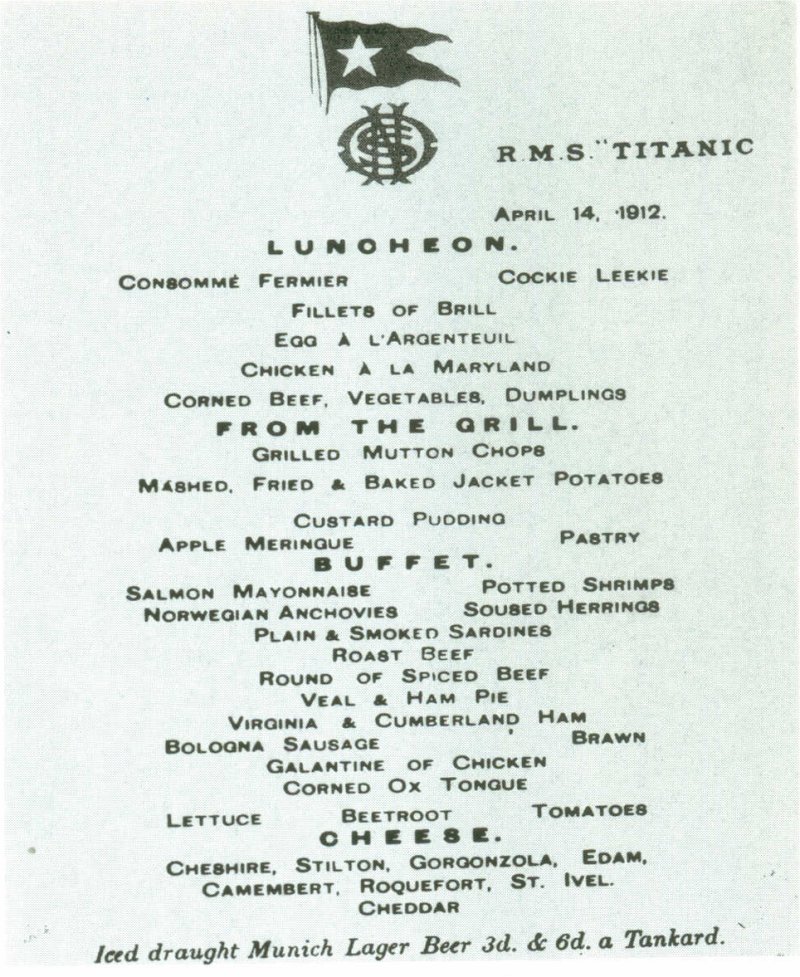 OSNC
R.M.S. "TITANIC
APRIL 14, 1912.
LUNCHEON.
CONSOMMÉ FERMIER COCKIE LEEKIE
FILLETS OF BRILL
EGG À L'ARGENTEUIL
CHICKEN À LA MARYLAND
CORNED BEEF, VEGETABLES, DUMPLINGS
FROM THE GRILL.
GRILLED MUTTON CHOPS
MASHED, FRIED & BAKED JACKET POTATOES
CUSTARD PUDDING
APPLE MERINGUE PASTRY
BUFFET.
SALMON MAYONNAISE POTTED SHRIMPS
NORWEGIAN ANCHOVIES SOUSED HERRINGS
PLAIN & SMOKED SARDINES
ROAST BEEF
ROUND OF SPICED BEEF
VEAL & HAM PIE
VIRGINIA & CUMBERLAND HAM
BOLOGNA SAUSAGE BRAWN
GALANTINE OF CHICKEN
CORNED OX TONGUE
LETTUCE BEETROOT TOMATOES
CHEESE.
CHESHIRE, STILTON, GORGONZOLA, EDAM,
CAMEMBERT, ROQUEFORT, ST. IVEL.
CHEDDAR
Iced draught Munich Lager Beer 3d. & 6d. a Tankard.